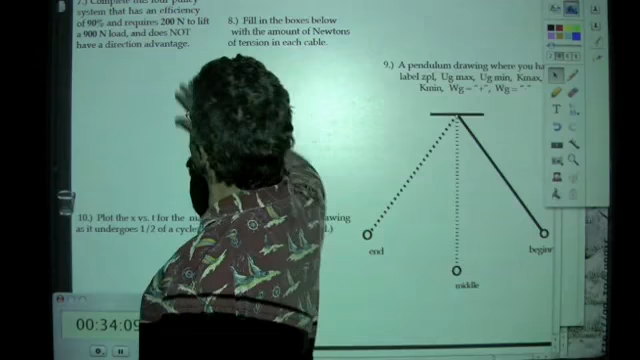 7.) Complete this four pulley
system that has an efficiency
of 90% and requires 200 N to lift
a 900 N load, and does NOT
have a direction advantage.
8.) Fill in the boxes below
with the amount of Newtons
of tension in each cable.
9.) A pendulum drawing where you
label zpl, Ug max, Ug min, Kmax,
Kmin, Wg = "+", Wg = "-"
end
middle
10.) Plot the x vs. t for the
as it undergoes 1/2 of a cycle
00:34:09